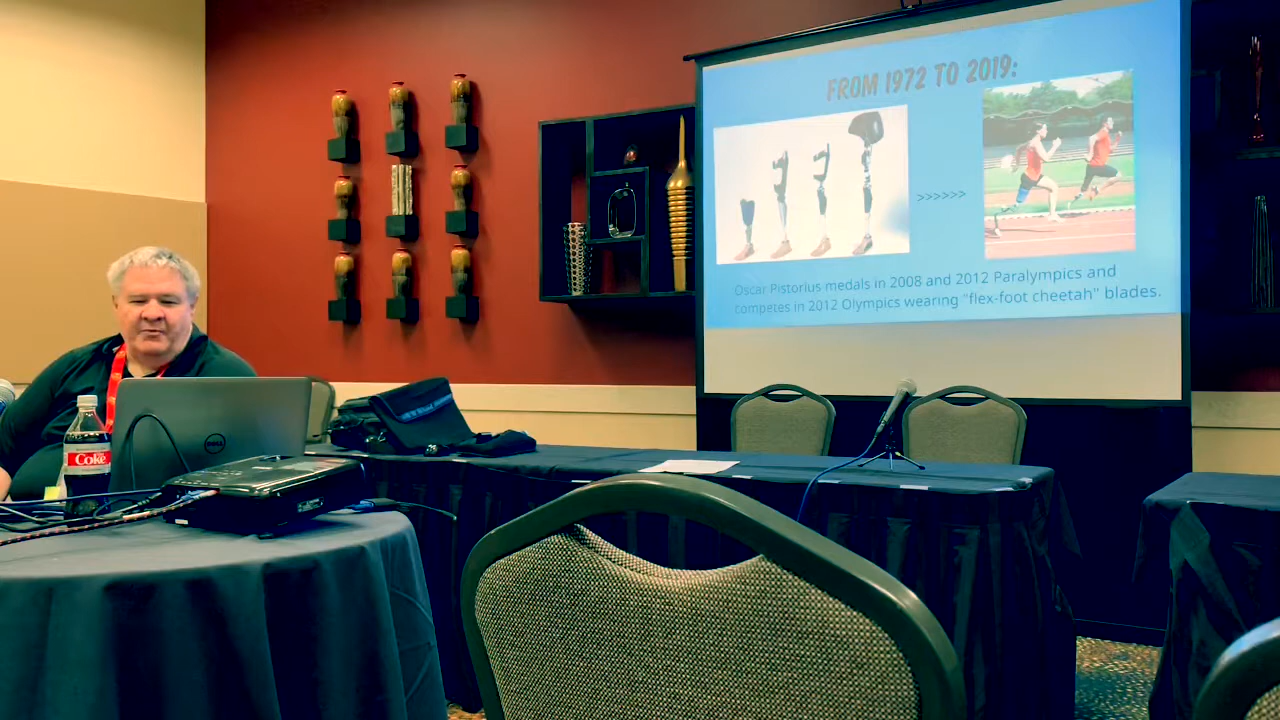 FROM 1972 TO 2019:
>>>>>>
Oscar Pistorius medals in 2008 and 2012 Paralympics and
competes in 2012 Olympics wearing "flex-foot cheetah" blades.
DELL
Coke